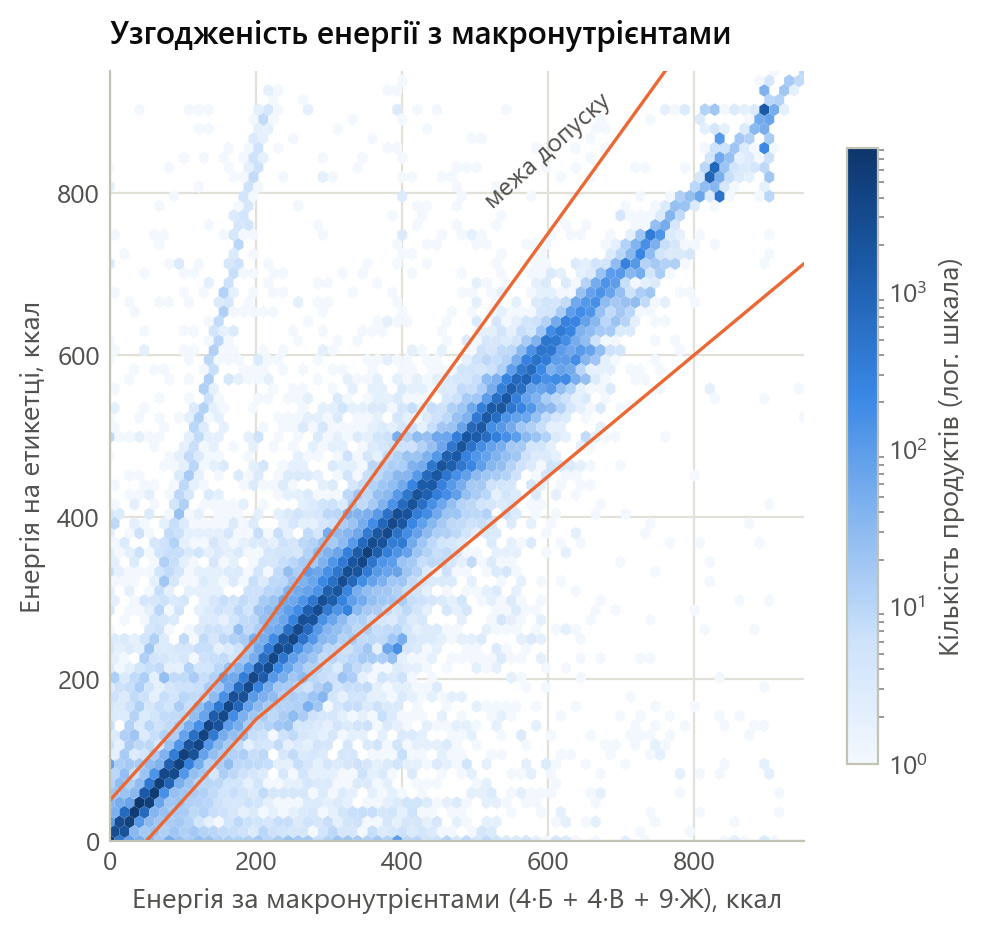 Узгодженість енергії з макронутрієнтами
межа допуску
Енергія на етикетці, ккал
800
600
400
200
0
0 200 400 600 800
Енергія за макронутрієнтами (4·Б + 4·В + 9·Ж), ккал
10³
10²
10¹
10⁰
Кількість продуктів (лог. шкала)